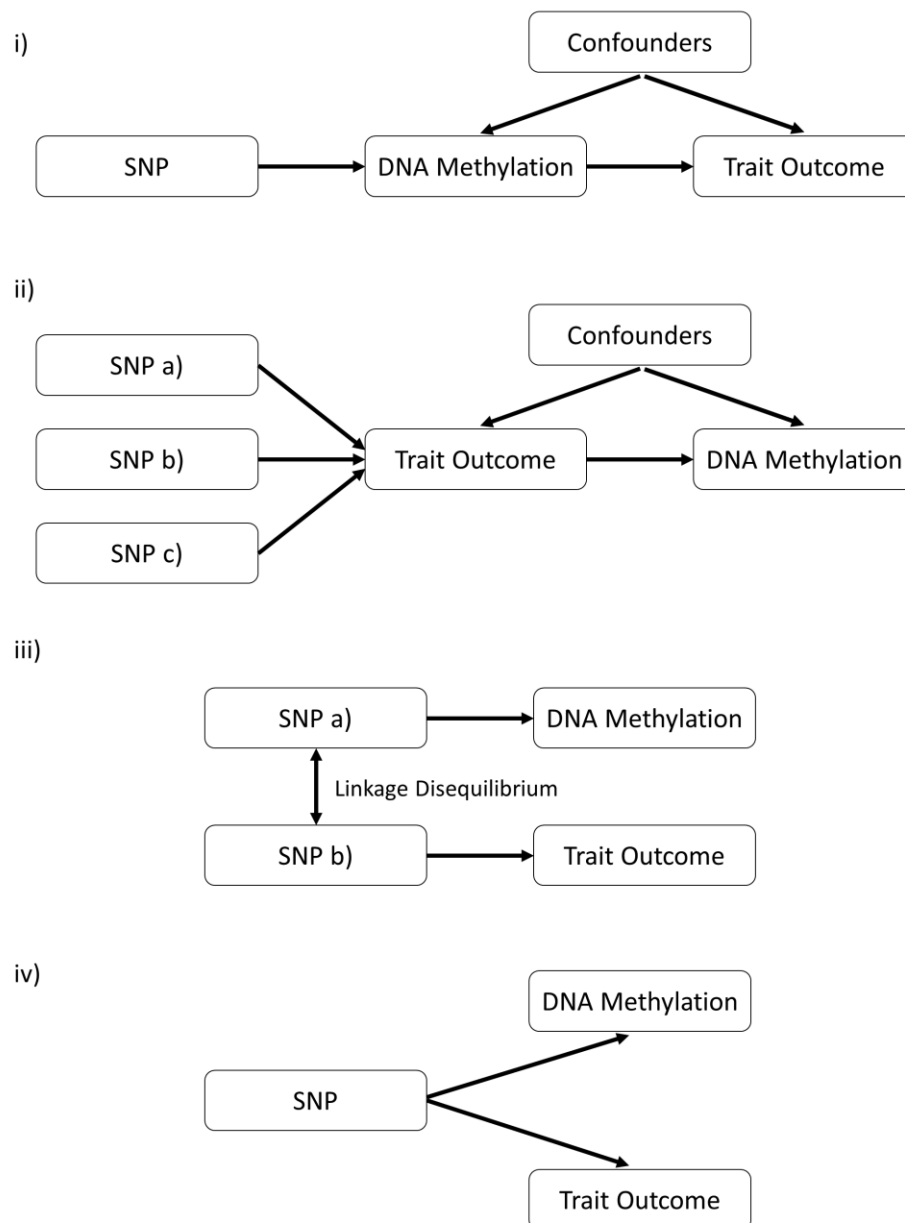 i)
Confounders
SNP
DNA Methylation
Trait Outcome
ii)
Confounders
SNP a)
SNP b)
Trait Outcome
DNA Methylation
SNP c)
iii)
SNP a)
DNA Methylation
Linkage Disequilibrium
SNP b)
Trait Outcome
iv)
DNA Methylation
SNP
Trait Outcome